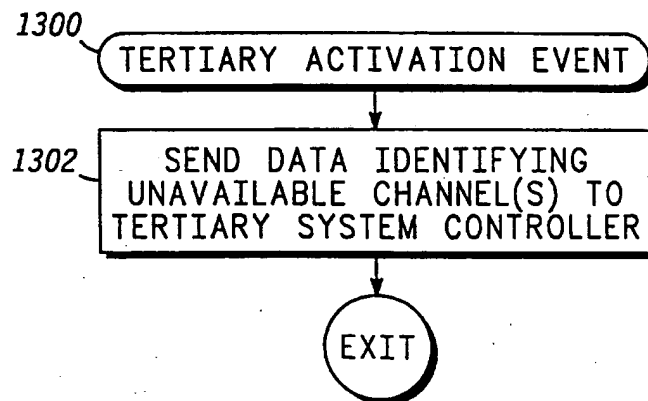 1300
TERTIARY ACTIVATION EVENT
1302
SEND DATA IDENTIFYING
UNAVAILABLE CHANNEL(S) TO
TERTIARY SYSTEM CONTROLLER
EXIT